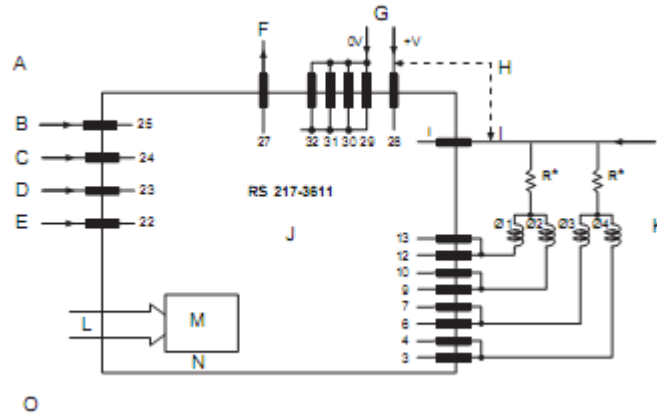 F G
0V +V
A H
B 25
27 32 31 30 29 28 I I
C 24
R* R*
D 23
RS 217-3611
E 22
J
Ø1 Ø2 Ø3 Ø4 K
13
12
10
9
7
6
L M
4
N 3
O